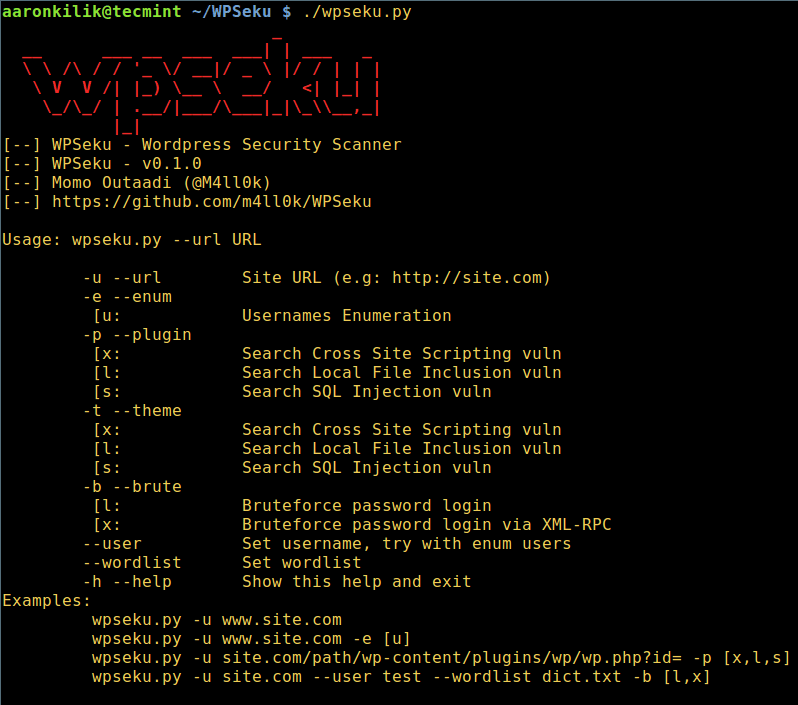 aaronkilik@tecmint ~/WPSeku $ ./wpseku.py
wpseku
[--] WPSeku - Wordpress Security Scanner
[--] WPSeku - v0.1.0
[--] Momo Outaadi (@M4ll0k)
[--] https://github.com/m4ll0k/WPSeku
Usage: wpseku.py --url URL
-u --url Site URL (e.g: http://site.com)
-e --enum
[u: Usernames Enumeration
-p --plugin
[x: Search Cross Site Scripting vuln
[l: Search Local File Inclusion vuln
[s: Search SQL Injection vuln
-t --theme
[x: Search Cross Site Scripting vuln
[l: Search Local File Inclusion vuln
[s: Search SQL Injection vuln
-b --brute
[l: Bruteforce password login
[x: Bruteforce password login via XML-RPC
--user Set username, try with enum users
--wordlist Set wordlist
-h --help Show this help and exit
Examples:
wpseku.py -u www.site.com
wpseku.py -u www.site.com -e [u]
wpseku.py -u site.com/path/wp-content/plugins/wp/wp.php?id= -p [x,l,s]
wpseku.py -u site.com --user test --wordlist dict.txt -b [l,x]